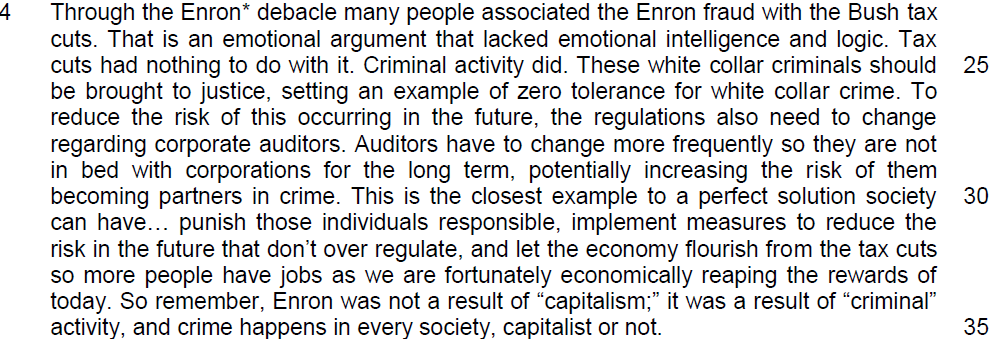 4 Through the Enron* debacle many people associated the Enron fraud with the Bush tax
cuts. That is an emotional argument that lacked emotional intelligence and logic. Tax
cuts had nothing to do with it. Criminal activity did. These white collar criminals should 25
be brought to justice, setting an example of zero tolerance for white collar crime. To
reduce the risk of this occurring in the future, the regulations also need to change
regarding corporate auditors. Auditors have to change more frequently so they are not
in bed with corporations for the long term, potentially increasing the risk of them
becoming partners in crime. This is the closest example to a perfect solution society 30
can have… punish those individuals responsible, implement measures to reduce the
risk in the future that don’t over regulate, and let the economy flourish from the tax cuts
so more people have jobs as we are fortunately economically reaping the rewards of
today. So remember, Enron was not a result of “capitalism;” it was a result of “criminal”
activity, and crime happens in every society, capitalist or not. 35